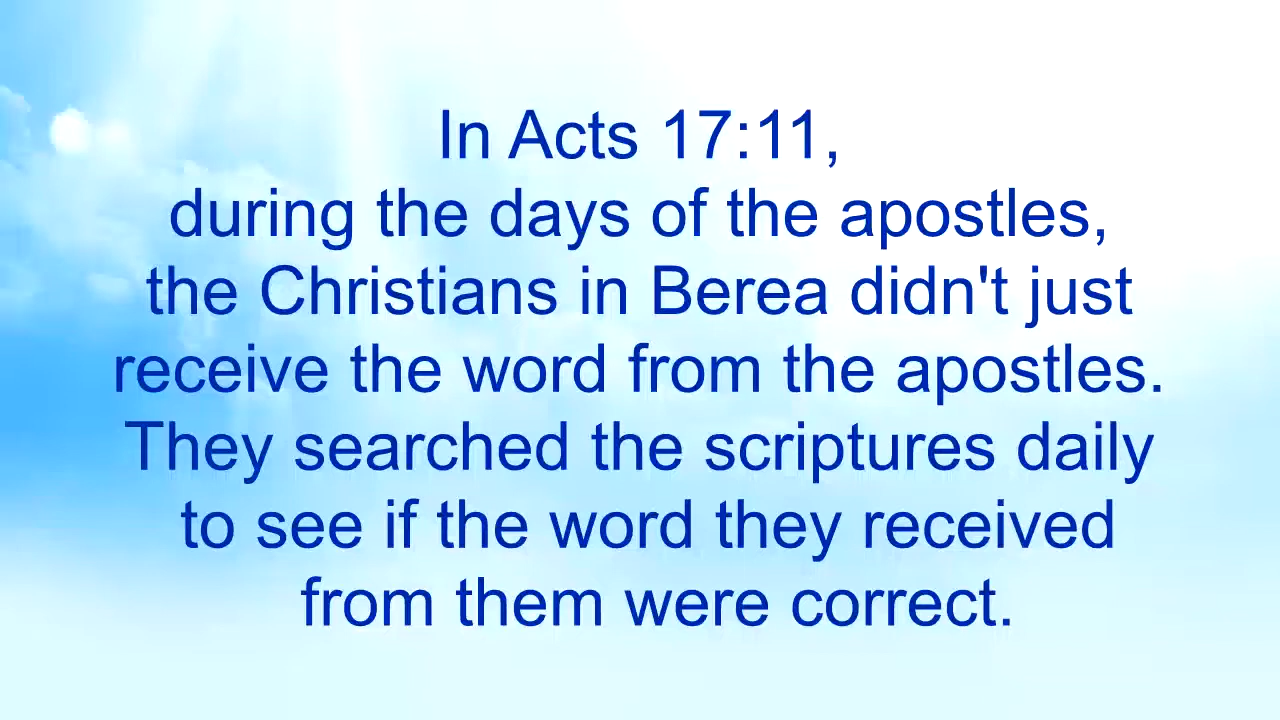 In Acts 17:11,
during the days of the apostles,
the Christians in Berea didn't just
receive the word from the apostles.
They searched the scriptures daily
to see if the word they received
from them were correct.